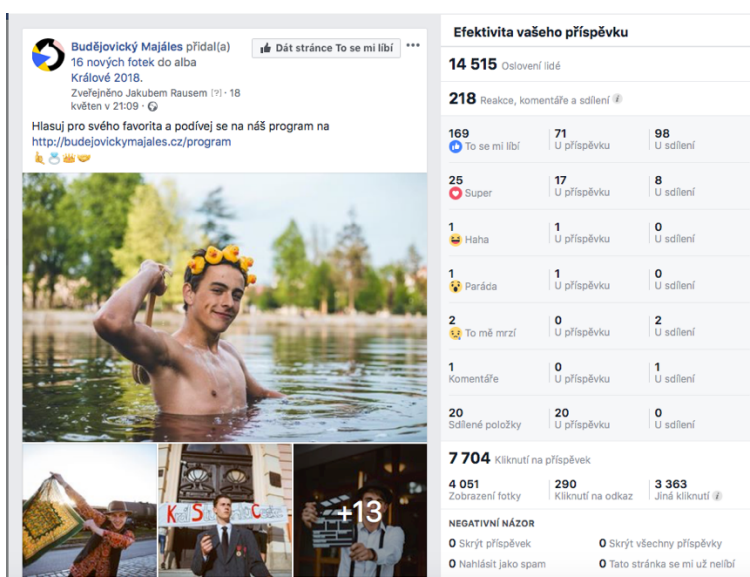 Budějovický Majáles přidal(a)
16 nových fotek do alba
Králové 2018.
Zveřejněno Jakubem Rausem [?] · 18
květen v 21:09 ·
Dát stránce To se mi líbí
Hlasuj pro svého favorita a podívej se na náš program na
http://budejovickymajales.cz/program
+13
Efektivita vašeho příspěvku
14 515 Oslovení lidé
218 Reakce, komentáře a sdílení
169 71 98
To se mi líbí U příspěvku U sdílení
25 17 8
Super U příspěvku U sdílení
1 1 0
Haha U příspěvku U sdílení
1 1 0
Paráda U příspěvku U sdílení
2 0 2
To mě mrzí U příspěvku U sdílení
1 0 1
Komentáře U příspěvku U sdílení
20 20 0
Sdílené položky U příspěvku U sdílení
7 704 Kliknutí na příspěvek
4 051 290 3 363
Zobrazení fotky Kliknutí na odkaz Jiná kliknutí
NEGATIVNÍ NÁZOR
0 Skrýt příspěvek 0 Skrýt všechny příspěvky
0 Nahlásit jako spam 0 Tato stránka se mi už nelíbí